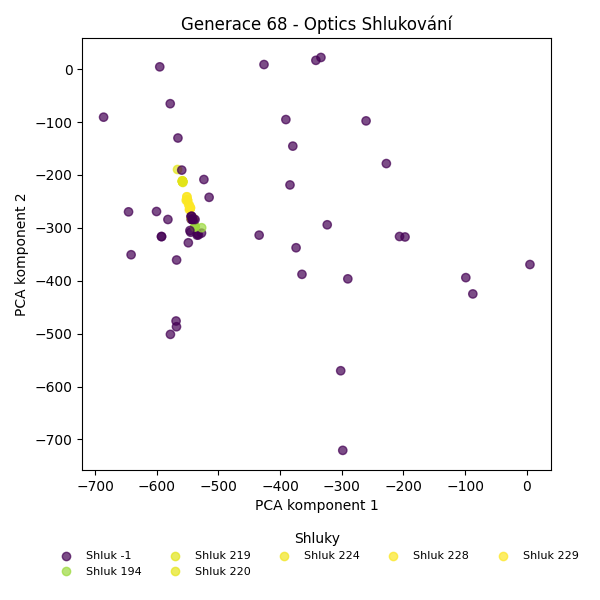 Generace 68 - Optics Shlukování
0
−100
−200
−300
−400
−500
−600
−700
PCA komponent 2
−700 −600 −500 −400 −300 −200 −100 0
PCA komponent 1
Shluky
Shluk -1 Shluk 219 Shluk 224 Shluk 228 Shluk 229
Shluk 194 Shluk 220